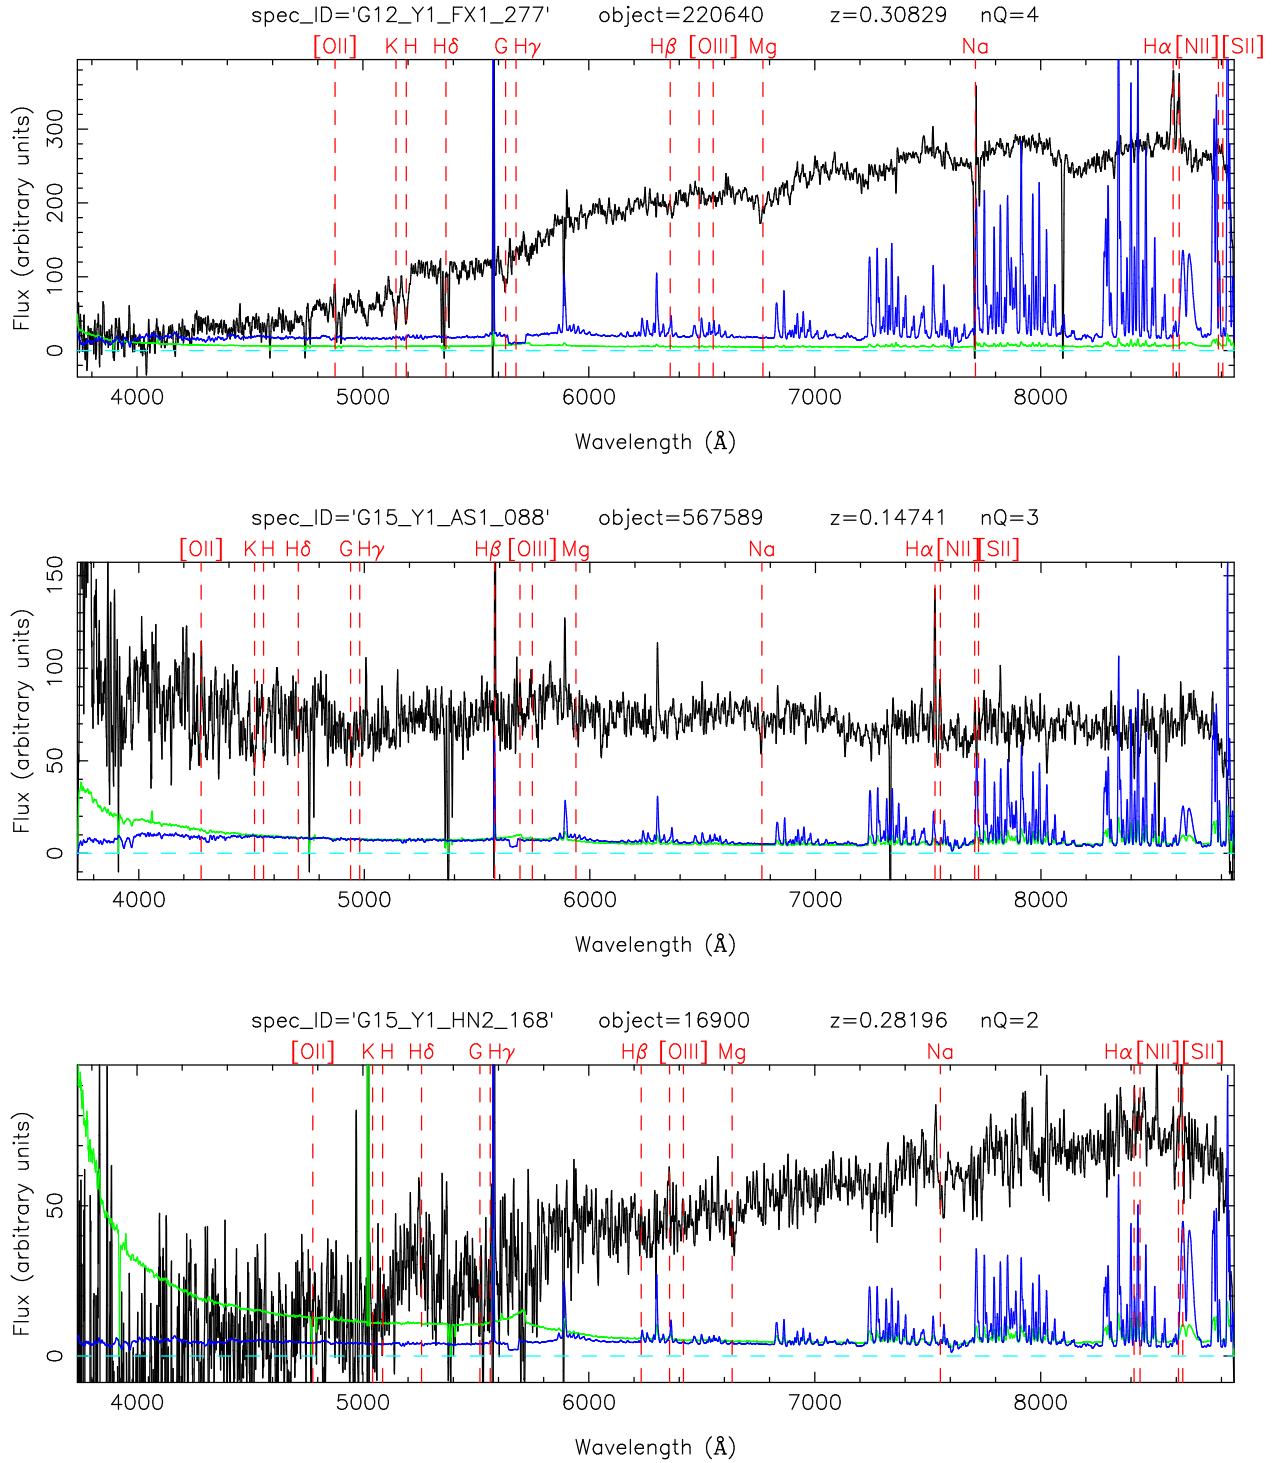 spec_ID='G12_Y1_FX1_277' object=220640 z=0.30829 nQ=4
[OII] K H Hδ G Hγ Hβ [OIII] Mg Na Hα [NII] [SII]
Flux (arbitrary units)
0 100 200 300
4000 5000 6000 7000 8000
Wavelength (Å)
spec_ID='G15_Y1_AS1_088' object=567589 z=0.14741 nQ=3
[OII] K H Hδ G Hγ Hβ [OIII] Mg Na Hα [NII] [SII]
Flux (arbitrary units)
0 50 100 150
4000 5000 6000 7000 8000
Wavelength (Å)
spec_ID='G15_Y1_HN2_168' object=16900 z=0.28196 nQ=2
[OII] K H Hδ G Hγ Hβ [OIII] Mg Na Hα [NII] [SII]
Flux (arbitrary units)
0 50
4000 5000 6000 7000 8000
Wavelength (Å)